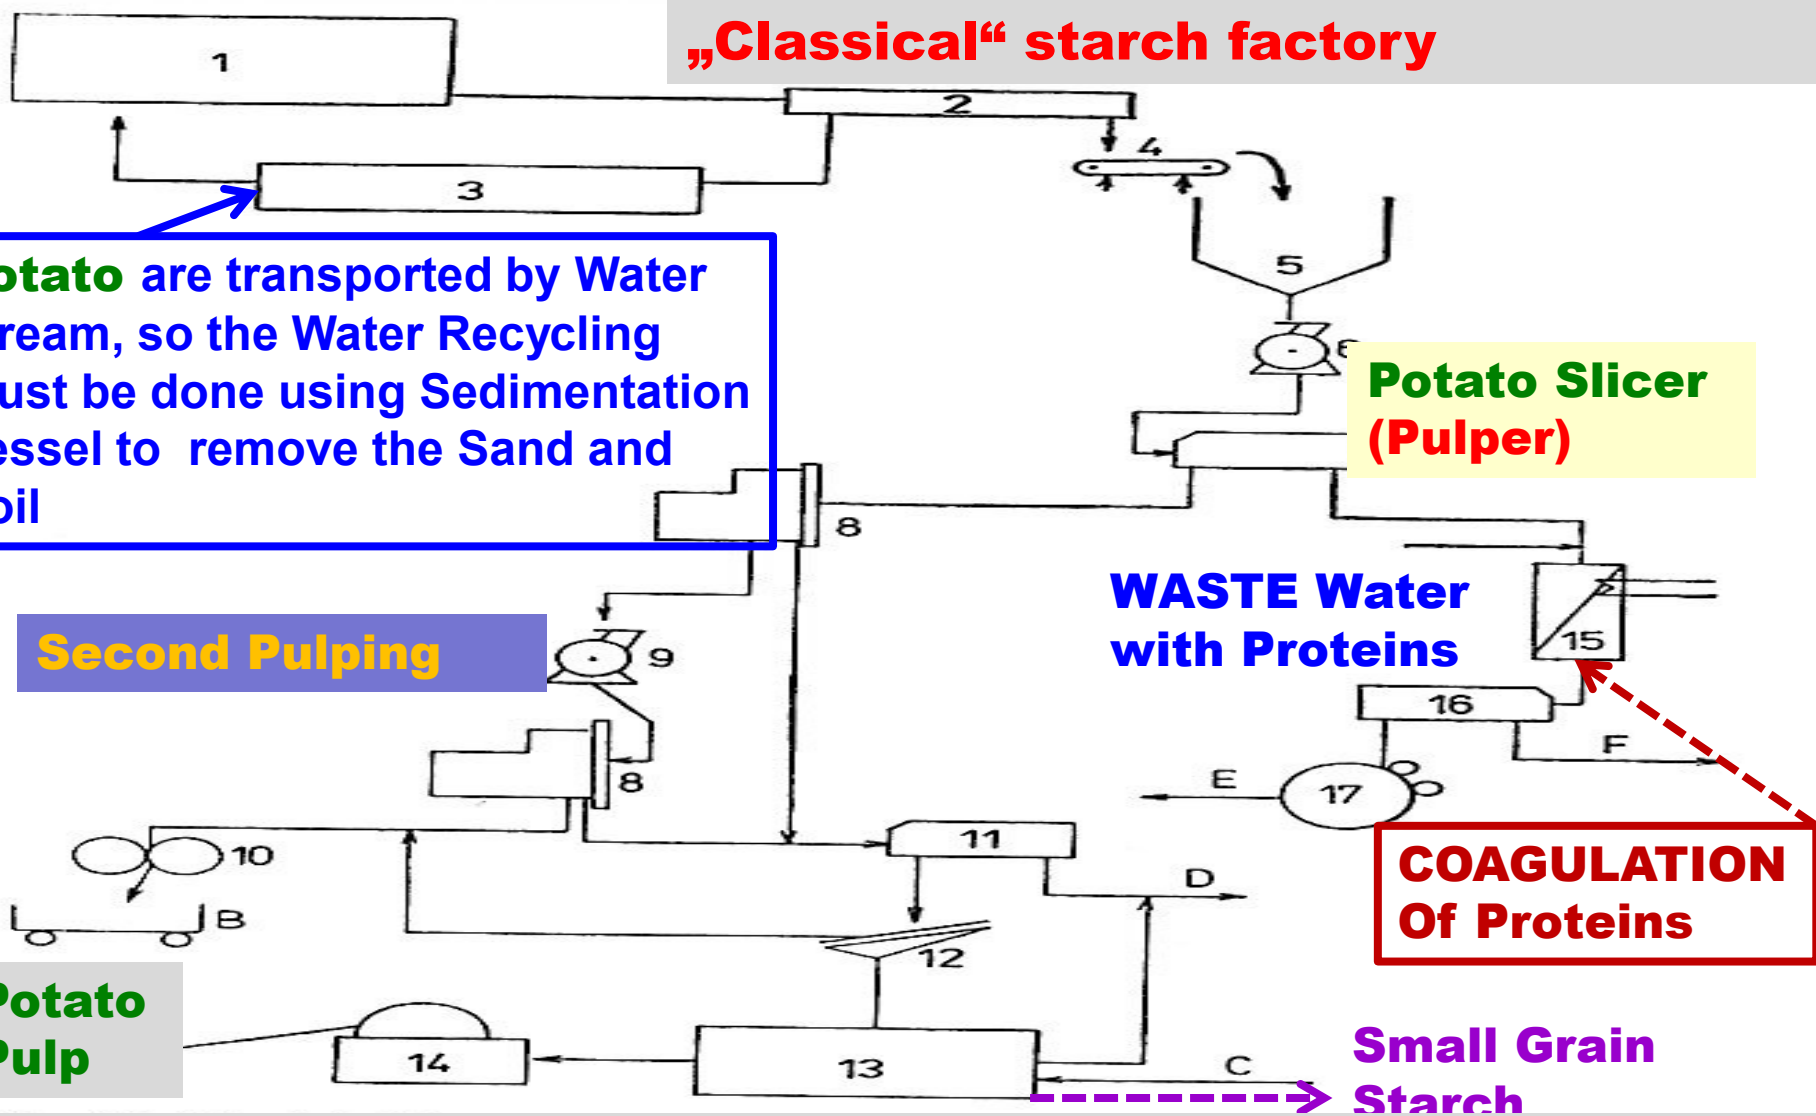 „Classical“ starch factory
1
2
3
4
5
otato are transported by Water
ream, so the Water Recycling
ust be done using Sedimentation
essel to  remove the Sand and
oil
Potato Slicer
(Pulper)
8
WASTE Water
with Proteins
15
Second Pulping
9
16
F
8
E
17
10
11
COAGULATION
Of Proteins
D
B
12
Potato
Pulp
14
13
C
Small Grain
Starch